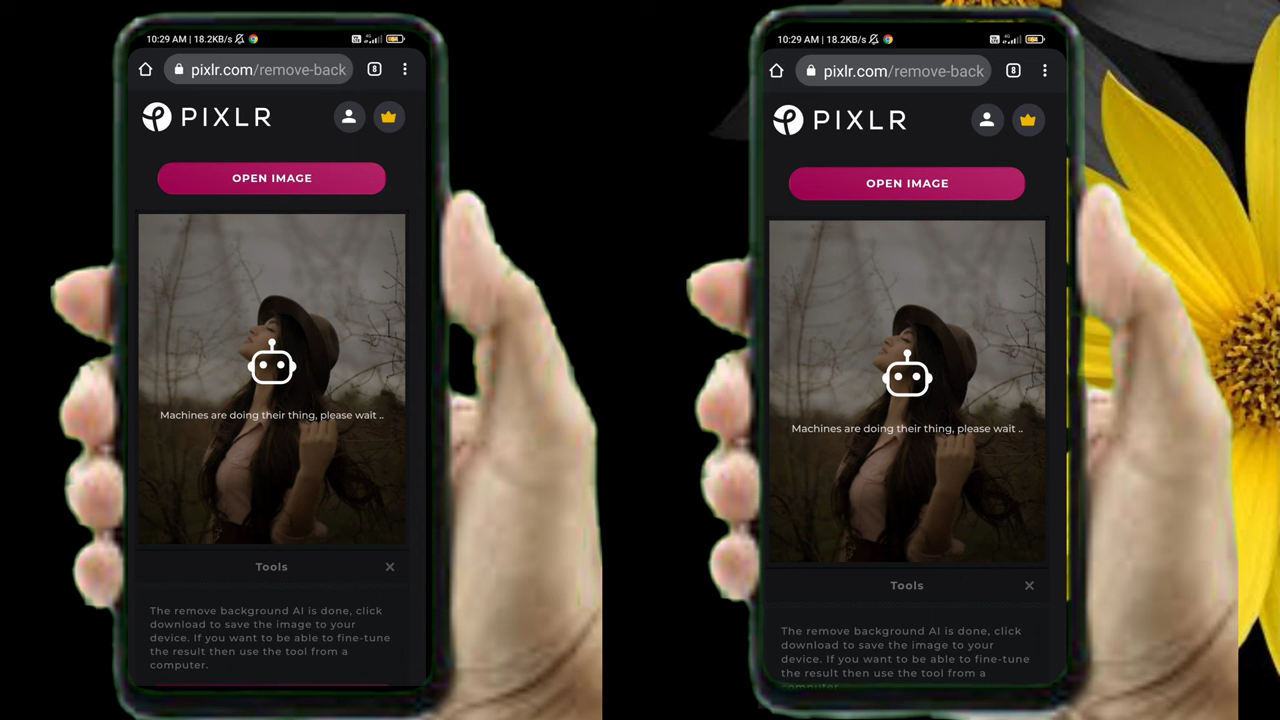 10:29 AM | 18.2KB/s
pixlr.com/remove-back
8
PIXLR
OPEN IMAGE
Machines are doing their thing, please wait ..
Tools
The remove background AI is done, click
download to save the image to your
device. If you want to be able to fine-tune
the result then use the tool from a
computer.
10:29 AM | 18.2KB/s
pixlr.com/remove-back
8
PIXLR
OPEN IMAGE
Machines are doing their thing, please wait ..
Tools
The remove background AI is done, click
download to save the image to your
device. If you want to be able to fine-tune
the result then use the tool from a
computer.